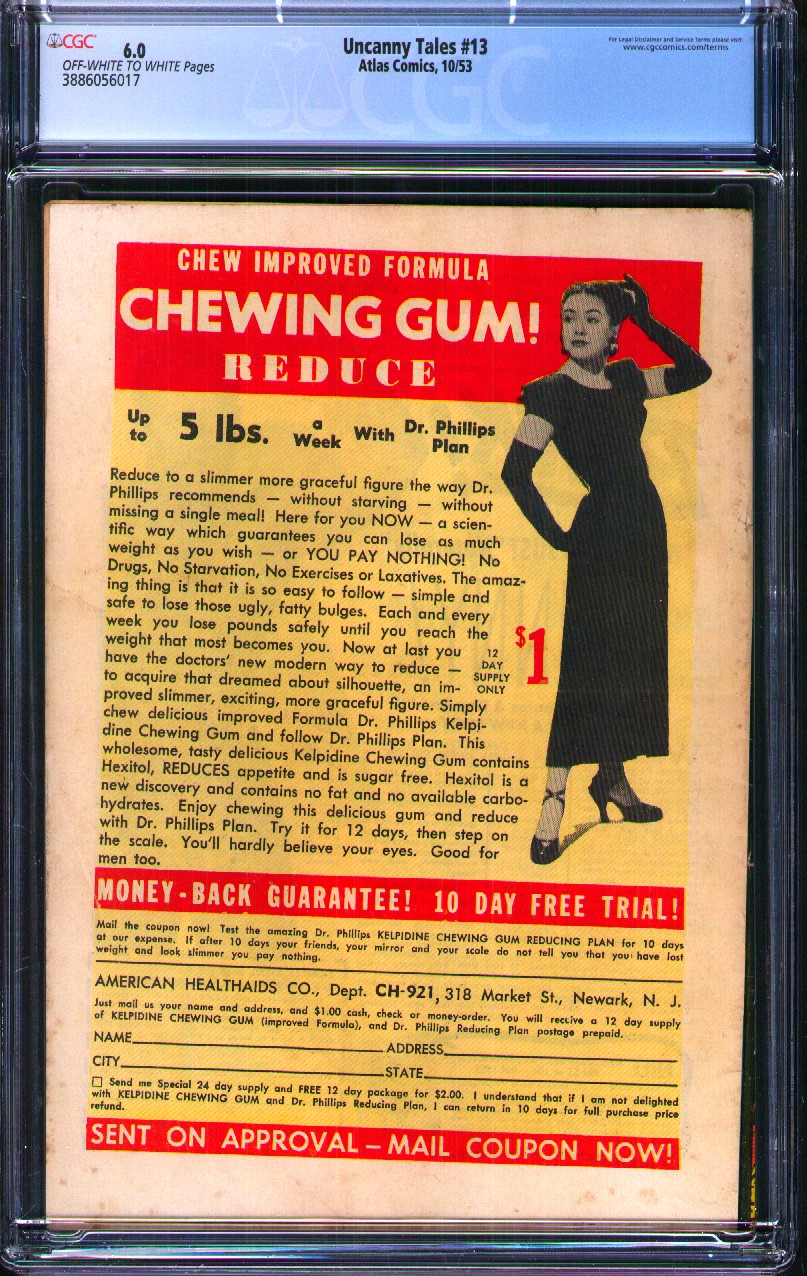 CGC
6.0
OFF-WHITE TO WHITE Pages
3886056017
Uncanny Tales #13
Atlas Comics, 10/53
For Legal Disclaimer and Service Terms please visit:
www.cgccomics.com/terms
CGC
CHEW IMPROVED FORMULA
CHEWING GUM!
REDUCE
Up to 5 lbs. a Week With Dr. Phillips Plan
Reduce to a slimmer more graceful figure the way Dr.
Phillips recommends — without starving — without
missing a single meal! Here for you NOW — a scien-
tific way which guarantees you can lose as much
weight as you wish — or YOU PAY NOTHING! No
Drugs, No Starvation, No Exercises or Laxatives. The amaz-
ing thing is that it is so easy to follow — simple and
safe to lose those ugly, fatty bulges. Each and every
week you lose pounds safely until you reach the
weight that most becomes you. Now at last you
have the doctors' new modern way to reduce —
to acquire that dreamed about silhouette, an im-
proved slimmer, exciting, more graceful figure. Simply
chew delicious improved Formula Dr. Phillips Kelpi-
dine Chewing Gum and follow Dr. Phillips Plan. This
wholesome, tasty delicious Kelpidine Chewing Gum contains
Hexitol, REDUCES appetite and is sugar free. Hexitol is a
new discovery and contains no fat and no available carbo-
hydrates. Enjoy chewing this delicious gum and reduce
with Dr. Phillips Plan. Try it for 12 days, then step on
the scale. You'll hardly believe your eyes. Good for
men too.
12
DAY
SUPPLY
ONLY
$1
MONEY-BACK GUARANTEE! 10 DAY FREE TRIAL!
Mail the coupon now! Test the amazing Dr. Phillips KELPIDINE CHEWING GUM REDUCING PLAN for 10 days
at our expense. If after 10 days your friends, your mirror and your scale do not tell you that you have lost
weight and look slimmer you pay nothing.
AMERICAN HEALTHAIDS CO., Dept. CH-921, 318 Market St., Newark, N. J.
Just mail us your name and address, and $1.00 cash, check or money-order. You will receive a 12 day supply
of KELPIDINE CHEWING GUM (improved Formula), and Dr. Phillips Reducing Plan postage prepaid.
NAME ADDRESS
CITY STATE
Send me Special 24 day supply and FREE 12 day package for $2.00. I understand that if I am not delighted
with KELPIDINE CHEWING GUM and Dr. Phillips Reducing Plan, I can return in 10 days for full purchase price
refund.
SENT ON APPROVAL — MAIL COUPON NOW!